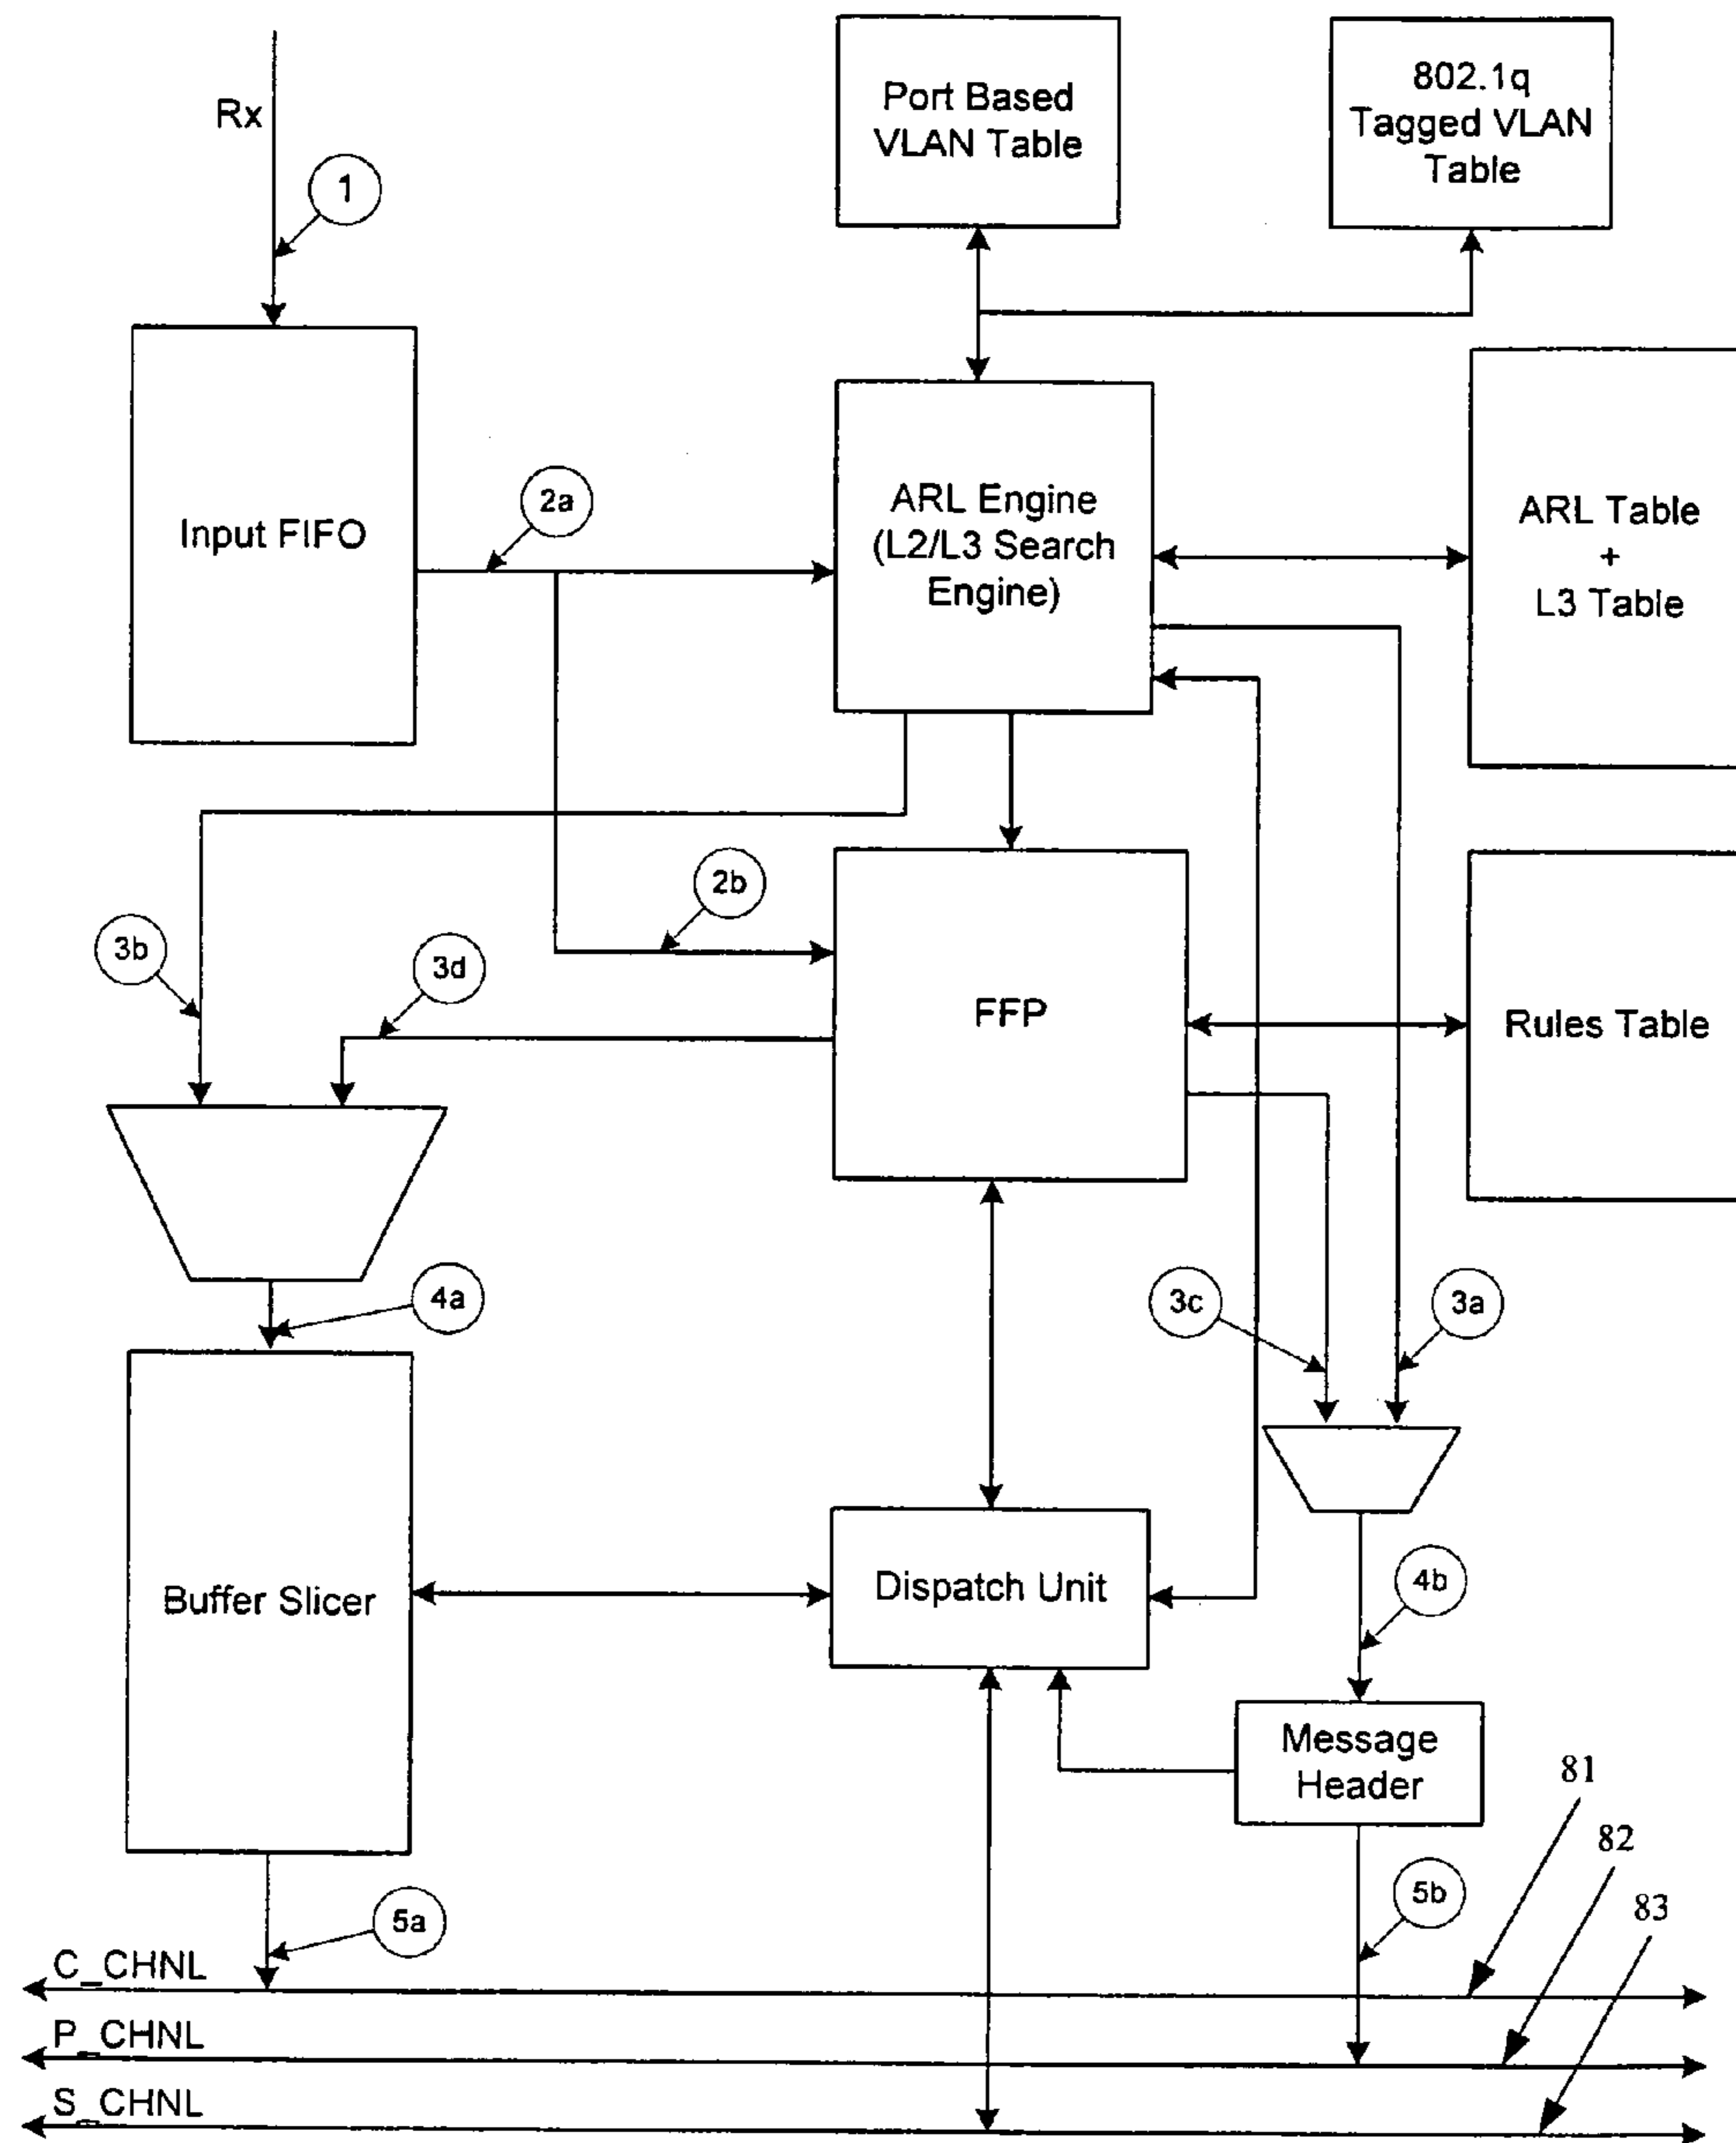 Rx
1
Port Based
VLAN Table
802.1q
Tagged VLAN
Table
Input FIFO
2a
ARL Engine
(L2/L3 Search
Engine)
ARL Table
+
L3 Table
2b
3b
3d
FFP
Rules Table
4a
3c
3a
Buffer Slicer
Dispatch Unit
4b
Message
Header
81
82
83
5a
5b
C_CHNL
P_CHNL
S_CHNL